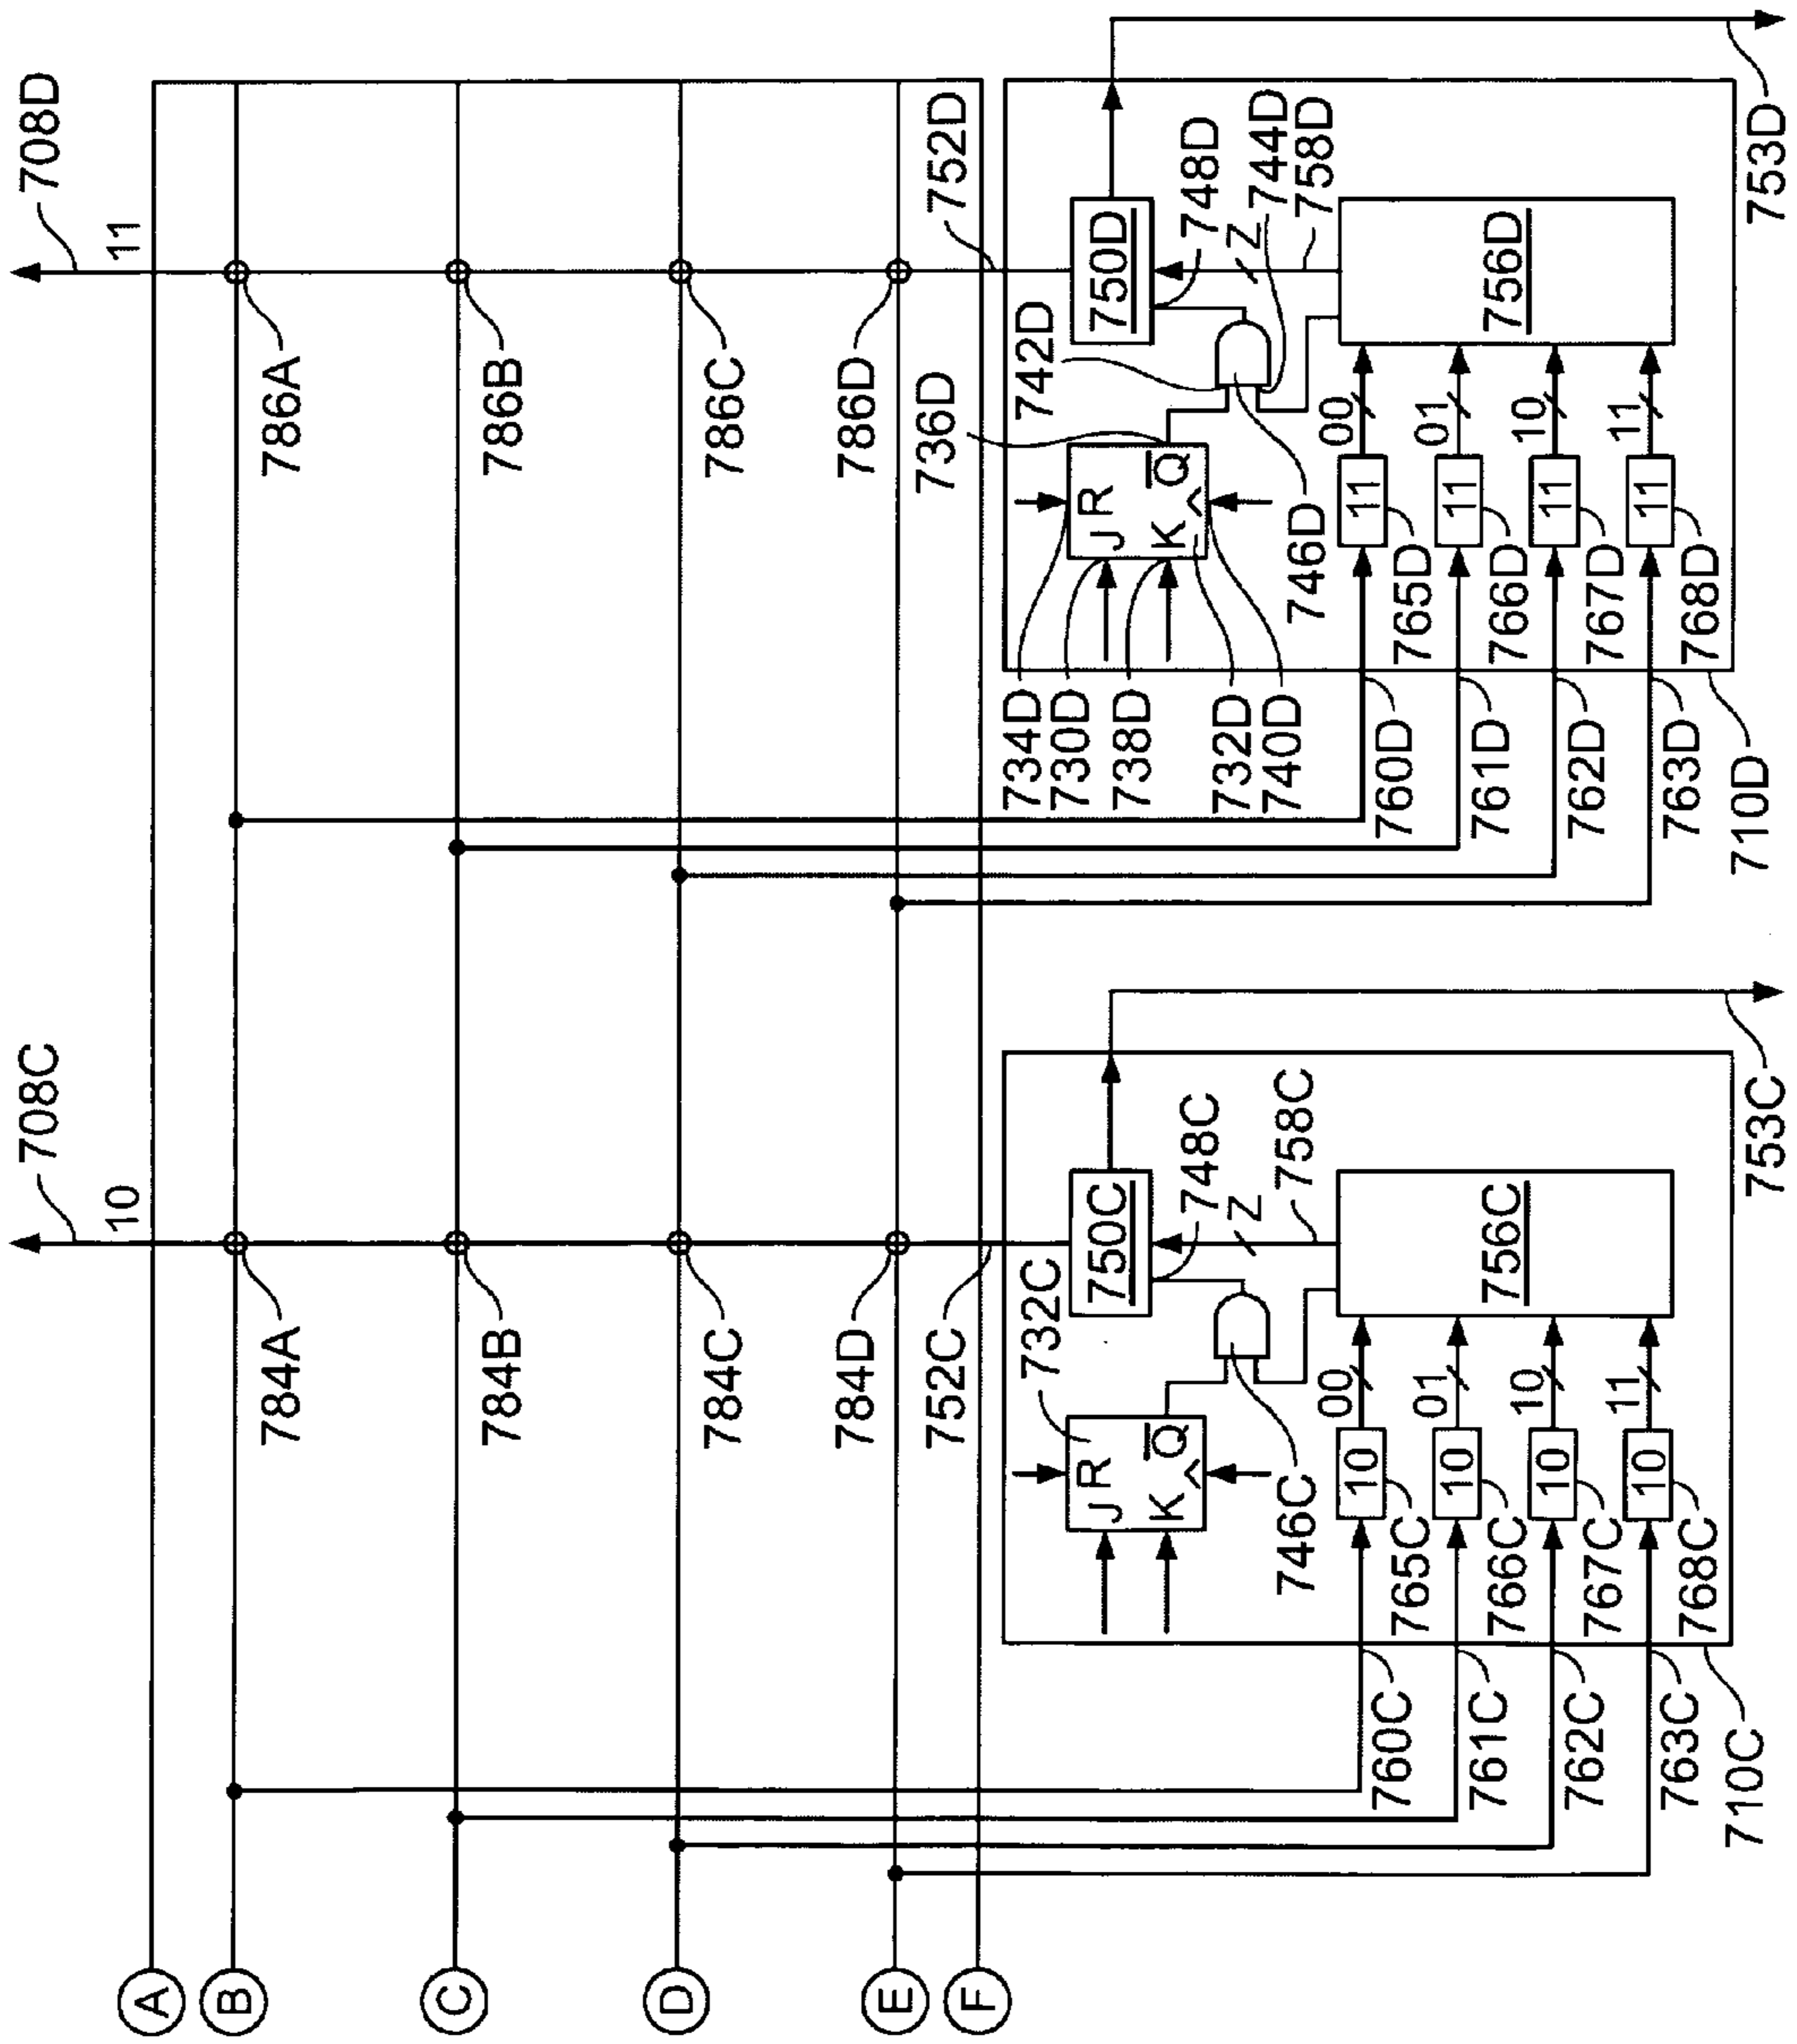 708C
10
708D
11
A
B
C
D
E
F
784A
784B
784C
784D
752C
786A
786B
786C
786D
752D
732C
J R
K Q̅
750C
748C
Z
758C
746C
756C
00
01
10
11
10
10
10
10
765C
766C
767C
768C
760C
761C
762C
763C
710C
753C
736D
742D
734D
730D
738D
732D
740D
J R
K Q̅
750D
748D
Z
744D
758D
746D
756D
00
01
10
11
11
11
11
11
765D
766D
767D
768D
760D
761D
762D
763D
710D
753D